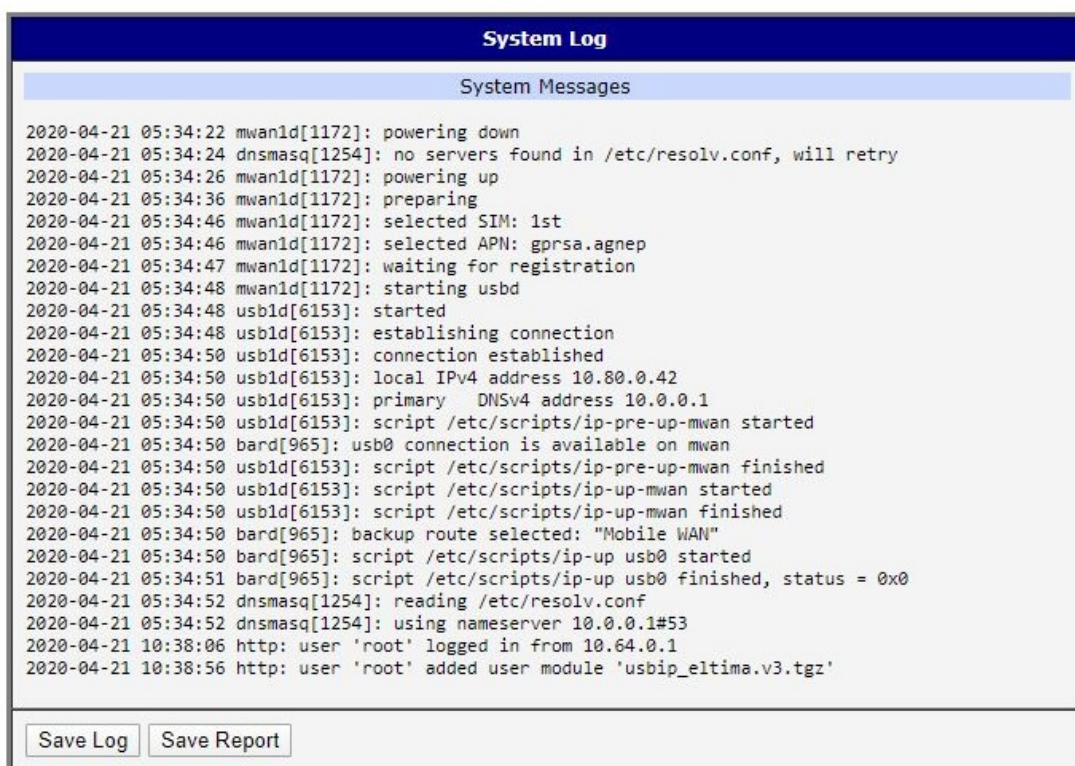 System Log
System Messages
2020-04-21 05:34:22 mwan1d[1172]: powering down
2020-04-21 05:34:24 dnsmasq[1254]: no servers found in /etc/resolv.conf, will retry
2020-04-21 05:34:26 mwan1d[1172]: powering up
2020-04-21 05:34:36 mwan1d[1172]: preparing
2020-04-21 05:34:46 mwan1d[1172]: selected SIM: 1st
2020-04-21 05:34:46 mwan1d[1172]: selected APN: gprsa.agnep
2020-04-21 05:34:47 mwan1d[1172]: waiting for registration
2020-04-21 05:34:48 mwan1d[1172]: starting usbd
2020-04-21 05:34:48 usb1d[6153]: started
2020-04-21 05:34:48 usb1d[6153]: establishing connection
2020-04-21 05:34:50 usb1d[6153]: connection established
2020-04-21 05:34:50 usb1d[6153]: local IPv4 address 10.80.0.42
2020-04-21 05:34:50 usb1d[6153]: primary   DNSv4 address 10.0.0.1
2020-04-21 05:34:50 usb1d[6153]: script /etc/scripts/ip-pre-up-mwan started
2020-04-21 05:34:50 bard[965]: usb0 connection is available on mwan
2020-04-21 05:34:50 usb1d[6153]: script /etc/scripts/ip-pre-up-mwan finished
2020-04-21 05:34:50 usb1d[6153]: script /etc/scripts/ip-up-mwan started
2020-04-21 05:34:50 usb1d[6153]: script /etc/scripts/ip-up-mwan finished
2020-04-21 05:34:50 bard[965]: backup route selected: "Mobile WAN"
2020-04-21 05:34:50 bard[965]: script /etc/scripts/ip-up usb0 started
2020-04-21 05:34:51 bard[965]: script /etc/scripts/ip-up usb0 finished, status = 0x0
2020-04-21 05:34:52 dnsmasq[1254]: reading /etc/resolv.conf
2020-04-21 05:34:52 dnsmasq[1254]: using nameserver 10.0.0.1#53
2020-04-21 10:38:06 http: user 'root' logged in from 10.64.0.1
2020-04-21 10:38:56 http: user 'root' added user module 'usbip_eltima.v3.tgz'
Save Log Save Report